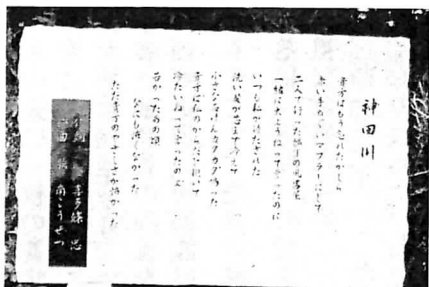 神田川
貴方はもう忘れたかしら
赤い手ぬぐいマフラーにして
二人で行った横丁の風呂屋
一緒に出ようねって言ったのに
いつも私が待たされた
洗い髪が芯まで冷えて
小さな石けんカタカタ鳴った
貴方は私のからだを抱いて
冷たいねって言ったのよ
若かったあの頃
なにも怖くなかった
ただ貴方のやさしさが怖かった
喜多條 忠
南こうせつ